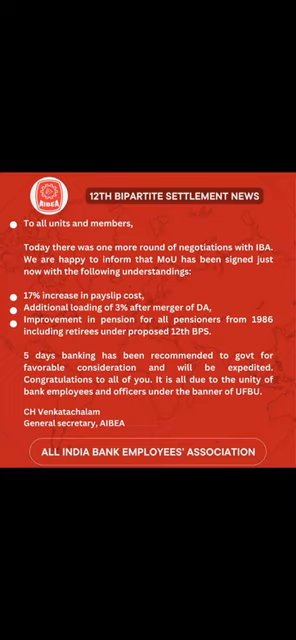 AIBEA
12TH BIPARTITE SETTLEMENT NEWS
To all units and members,
Today there was one more round of negotiations with IBA.
We are happy to inform that MoU has been signed just
now with the following understandings:
17% increase in payslip cost,
Additional loading of 3% after merger of DA,
Improvement in pension for all pensioners from 1986
including retirees under proposed 12th BPS.
5 days banking has been recommended to govt for
favorable consideration and will be expedited.
Congratulations to all of you. It is all due to the unity of
bank employees and officers under the banner of UFBU.
CH Venkatachalam
General secretary, AIBEA
ALL INDIA BANK EMPLOYEES' ASSOCIATION